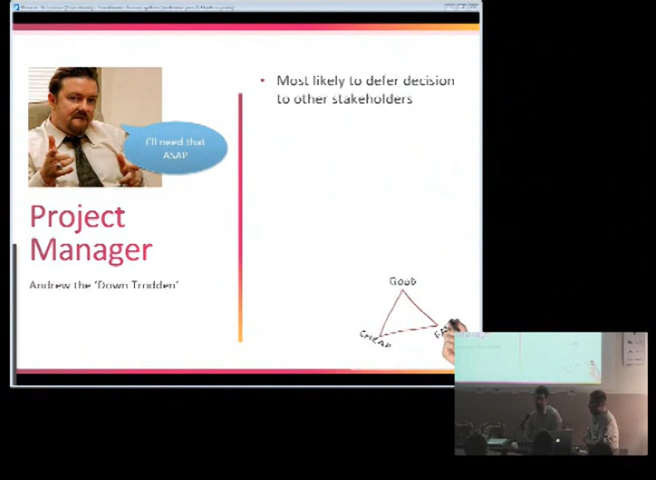 Most likely to defer decision
to other stakeholders
I'll need that
ASAP
Project
Manager
Andrew the 'Down Trodden'
GOOD
CHEAP